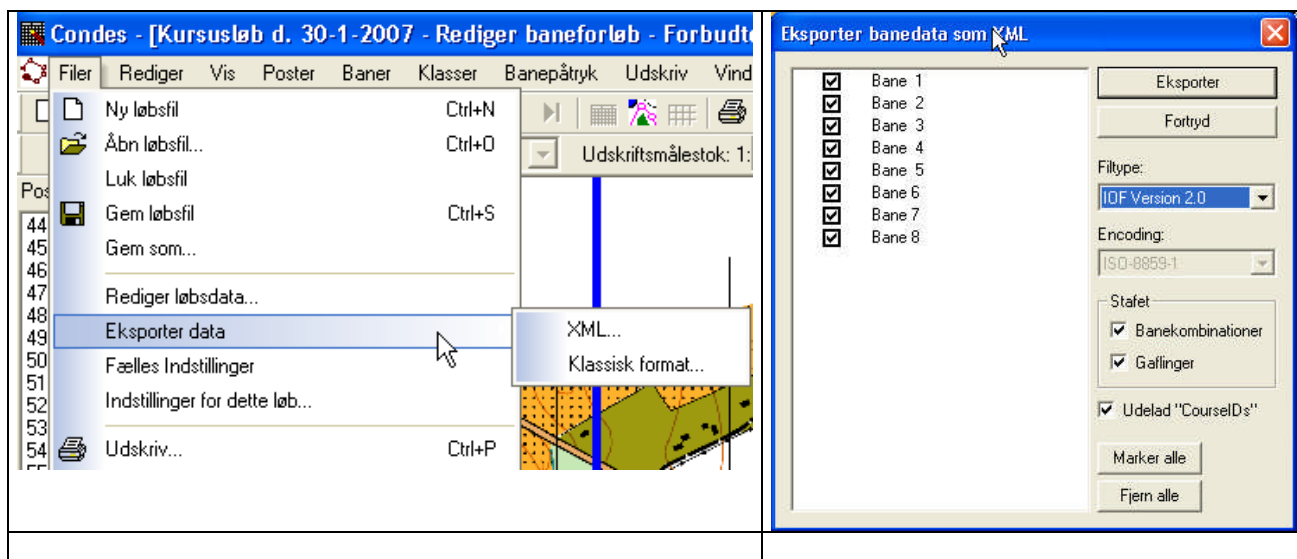 Condes - [Kursusløb d. 30-1-2007 - Rediger baneforløb - Forbudte
Filer Rediger Vis Poster Baner Klasser Banepåtryk Udskriv Vind
Ny løbsfil Ctrl+N
Åbn løbsfil... Ctrl+O
Udskriftsmålestok: 1:
Luk løbsfil
Pos
Gem løbsfil Ctrl+S
Gem som...
Rediger løbsdata...
Eksporter data
XML...
Fælles Indstillinger
Klassisk format...
Indstillinger for dette løb...
Udskriv... Ctrl+P
44
45
46
47
48
49
50
51
52
53
54
55
Eksporter banedata som XML
Bane 1
Bane 2
Bane 3
Bane 4
Bane 5
Bane 6
Bane 7
Bane 8
Eksporter
Fortryd
Filtype:
IOF Version 2.0
Encoding:
ISO-8859-1
Stafet
Banekombinationer
Gaflinger
Udelad "CourseIDs"
Marker alle
Fjern alle